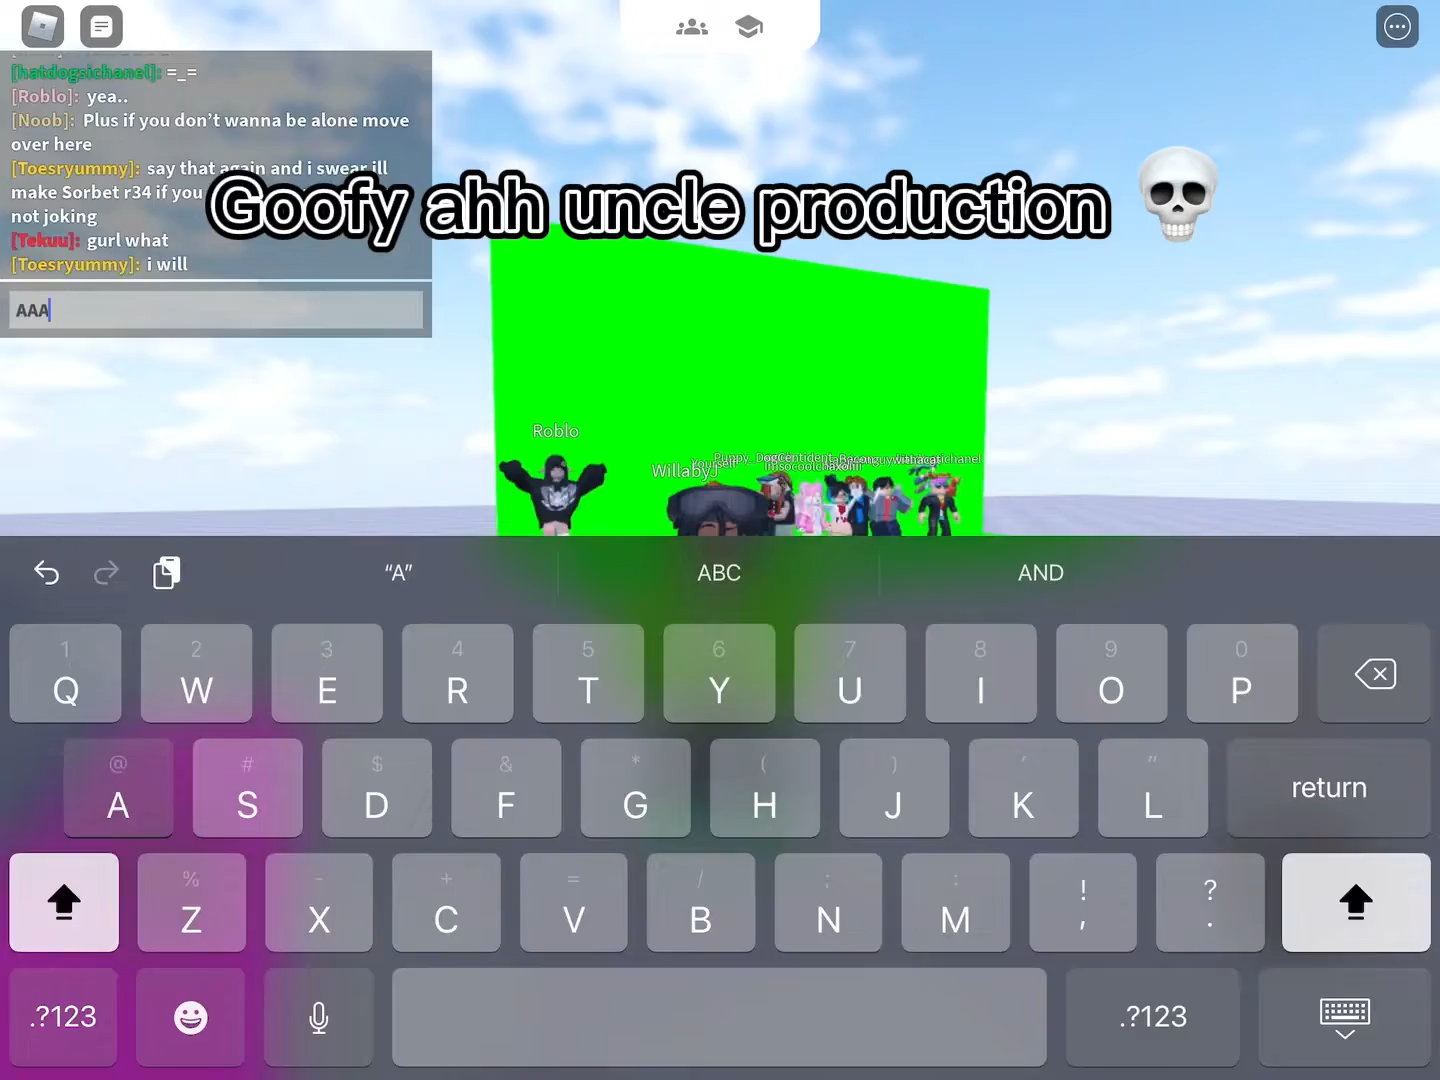 [hatdogsichanel]: =_=
[Roblo]: yea..
[Noob]: Plus if you don't wanna be alone move
over here
[Toesryummy]: say that again and i swear ill
make Sorbet r34 if you
not joking
[Tekuu]: gurl what
[Toesryummy]: i will
AAA
Goofy ahh uncle production 💀
Roblo
WillabyJ
Yourself
“A” ABC AND
1 2 3 4 5 6 7 8 9 0
Q W E R T Y U I O P
@ # $ & * ( ) ' "
A S D F G H J K L return
% - + = / ; : ! ?
Z X C V B N M , .
.?123 .?123